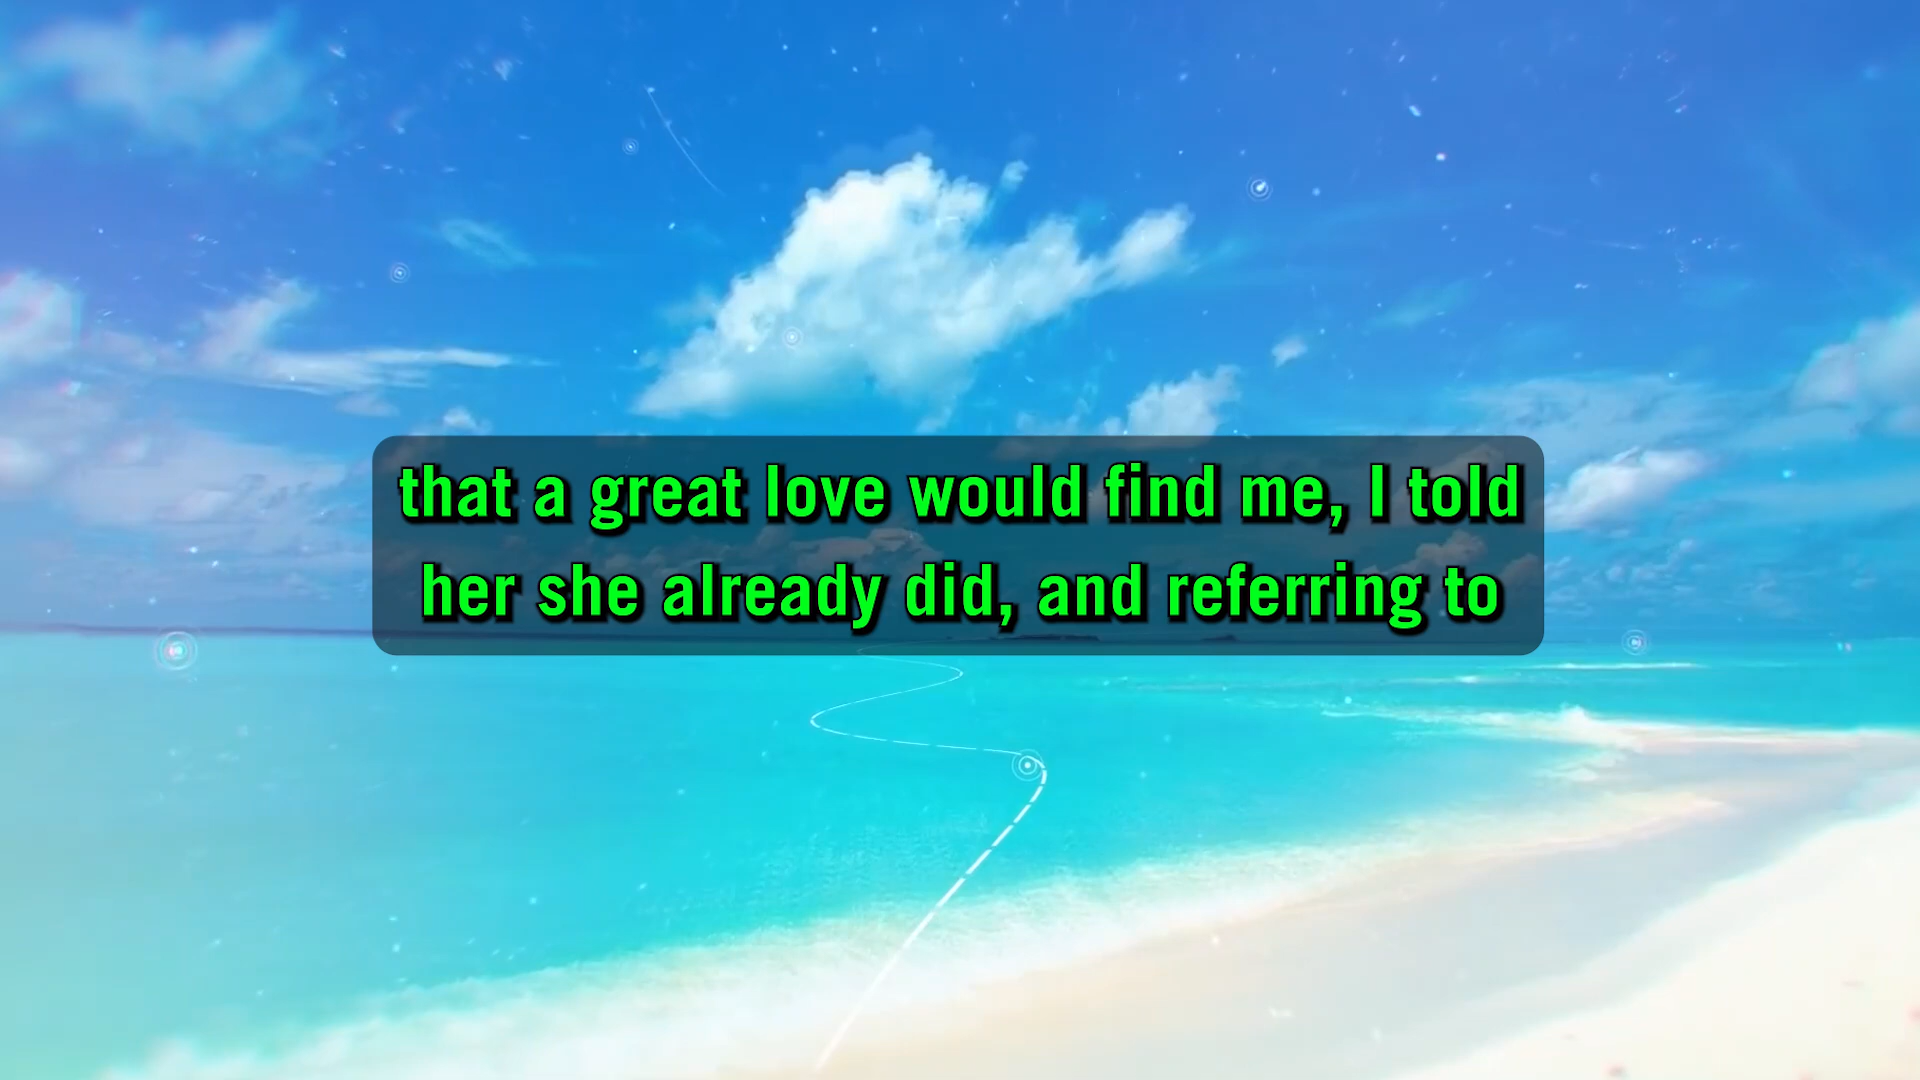 that a great love would find me, I told
her she already did, and referring to